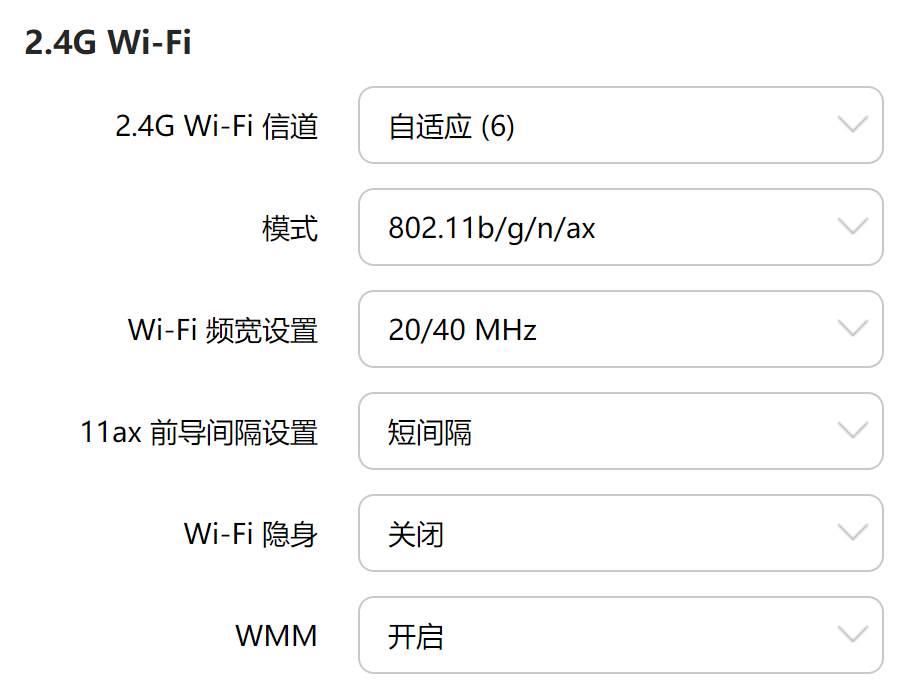 2.4G Wi-Fi
2.4G Wi-Fi 信道 自适应 (6)
模式 802.11b/g/n/ax
Wi-Fi 频宽设置 20/40 MHz
11ax 前导间隔设置 短间隔
Wi-Fi 隐身 关闭
WMM 开启